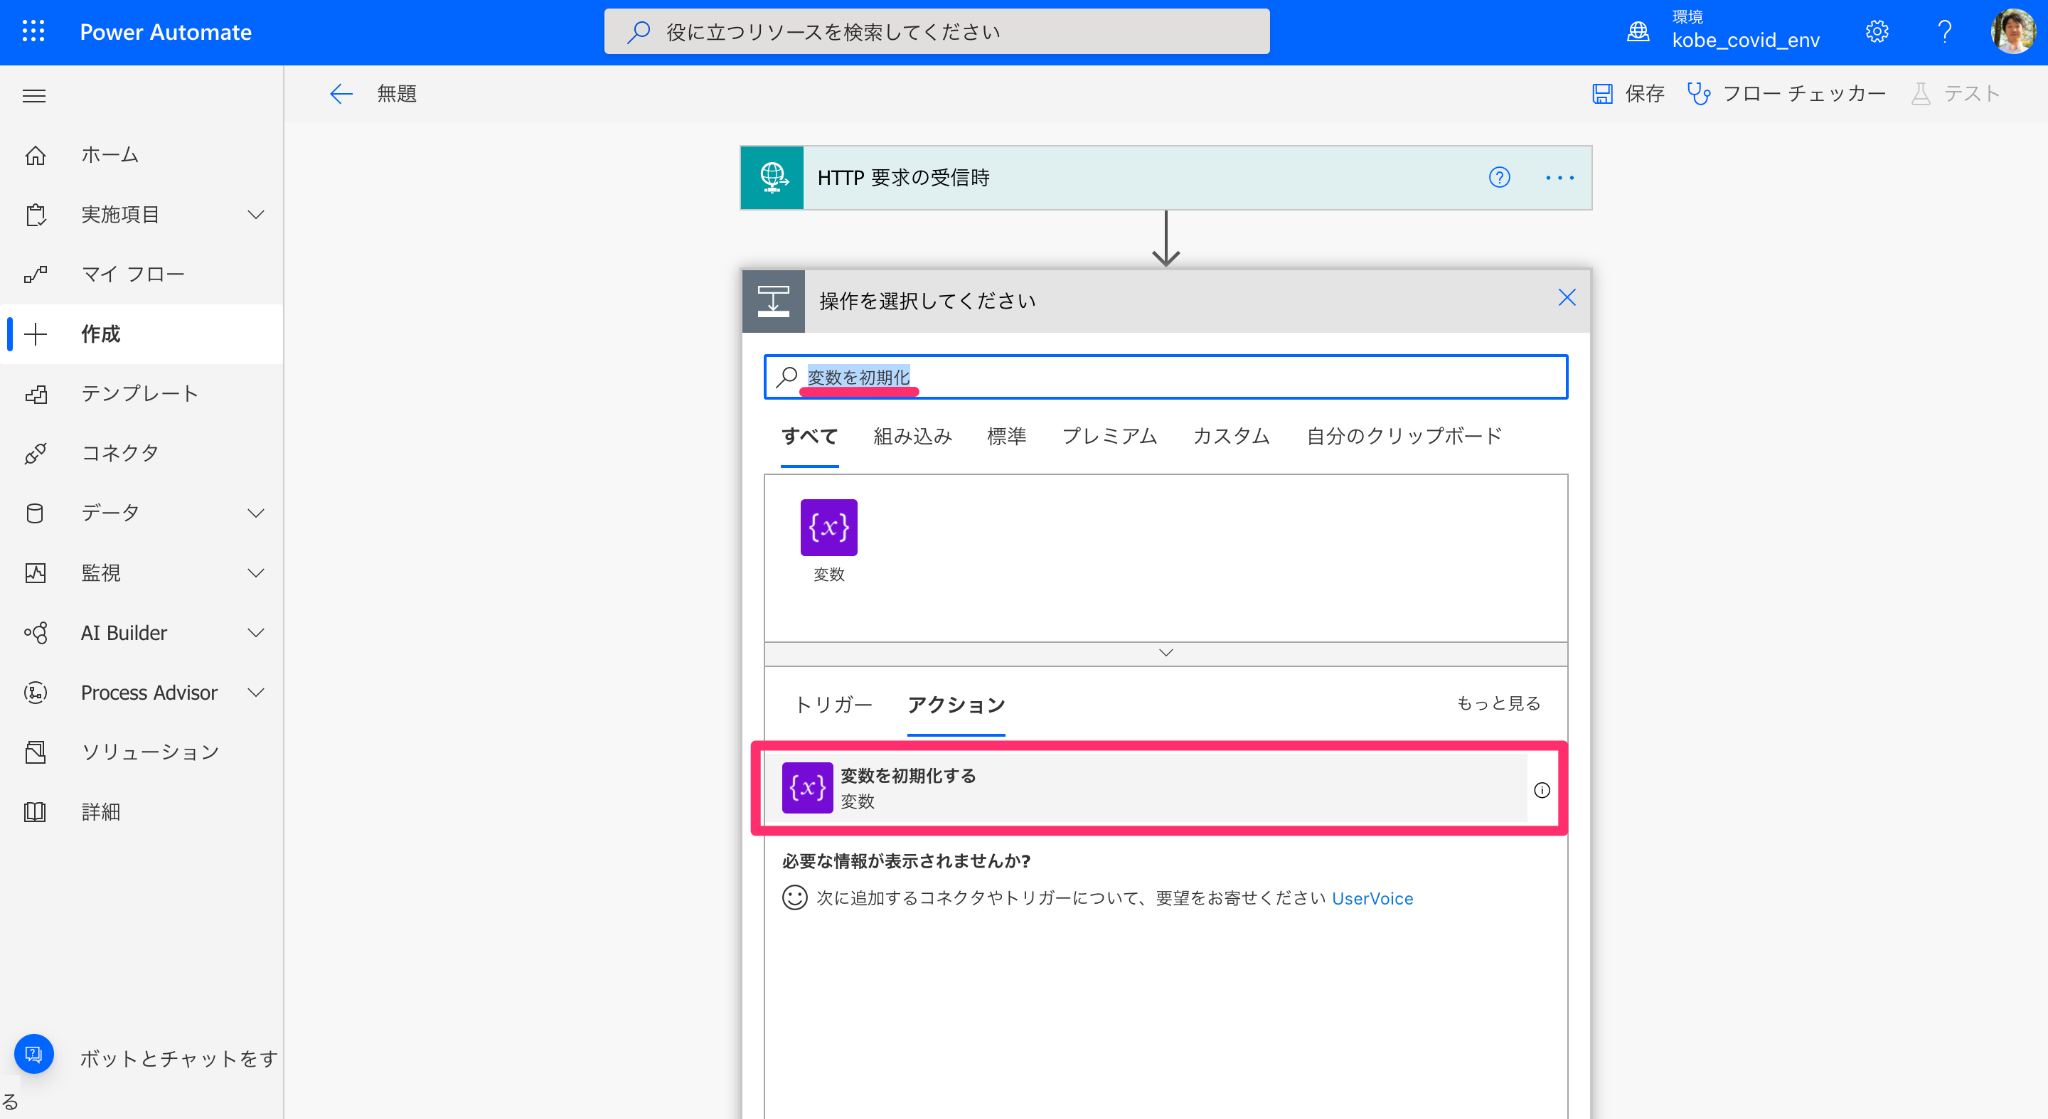 Power Automate
役に立つリソースを検索してください
環境
kobe_covid_env
無題
保存
フロー チェッカー
テスト
ホーム
実施項目
マイ フロー
作成
テンプレート
コネクタ
データ
監視
AI Builder
Process Advisor
ソリューション
詳細
ボットとチャットをす
る
HTTP 要求の受信時
操作を選択してください
変数を初期化
すべて 組み込み 標準 プレミアム カスタム 自分のクリップボード
{x}
変数
トリガー アクション もっと見る
{x}
変数を初期化する
変数
必要な情報が表示されませんか?
次に追加するコネクタやトリガーについて、要望をお寄せください UserVoice